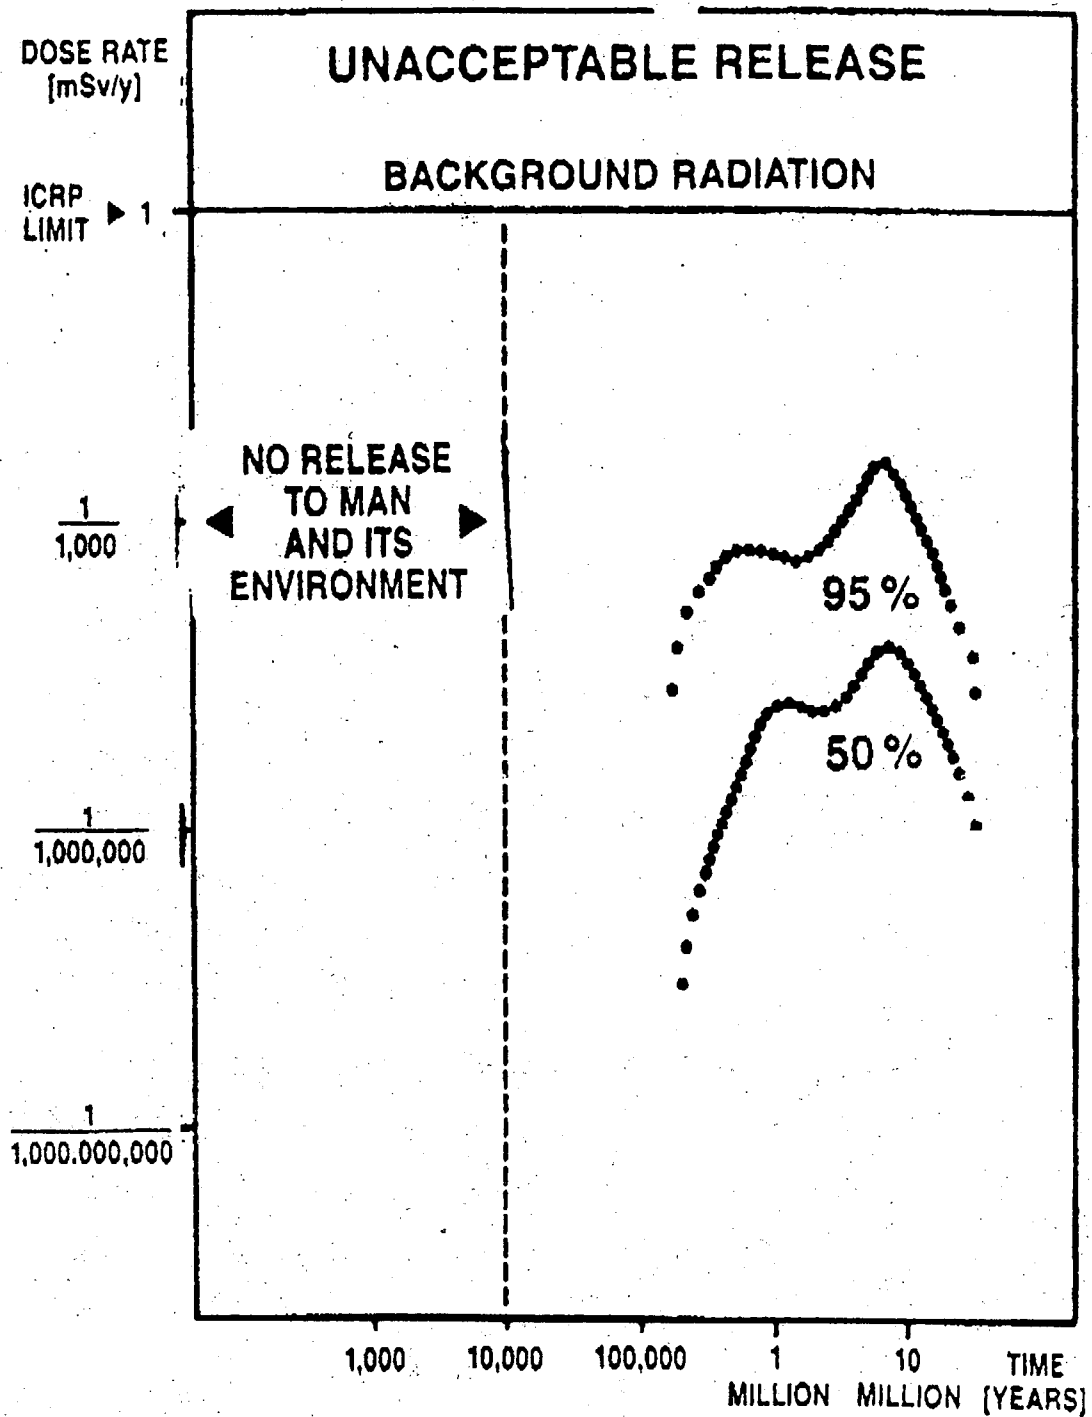 DOSE RATE
[mSv/y]
UNACCEPTABLE RELEASE
BACKGROUND RADIATION
ICRP
LIMIT ▶ 1
NO RELEASE
TO MAN
AND ITS
ENVIRONMENT
1
1,000
95 %
50 %
1
1,000,000
1
1,000.000,000
1,000 10,000 100,000 1 10 TIME
MILLION MILLION [YEARS]